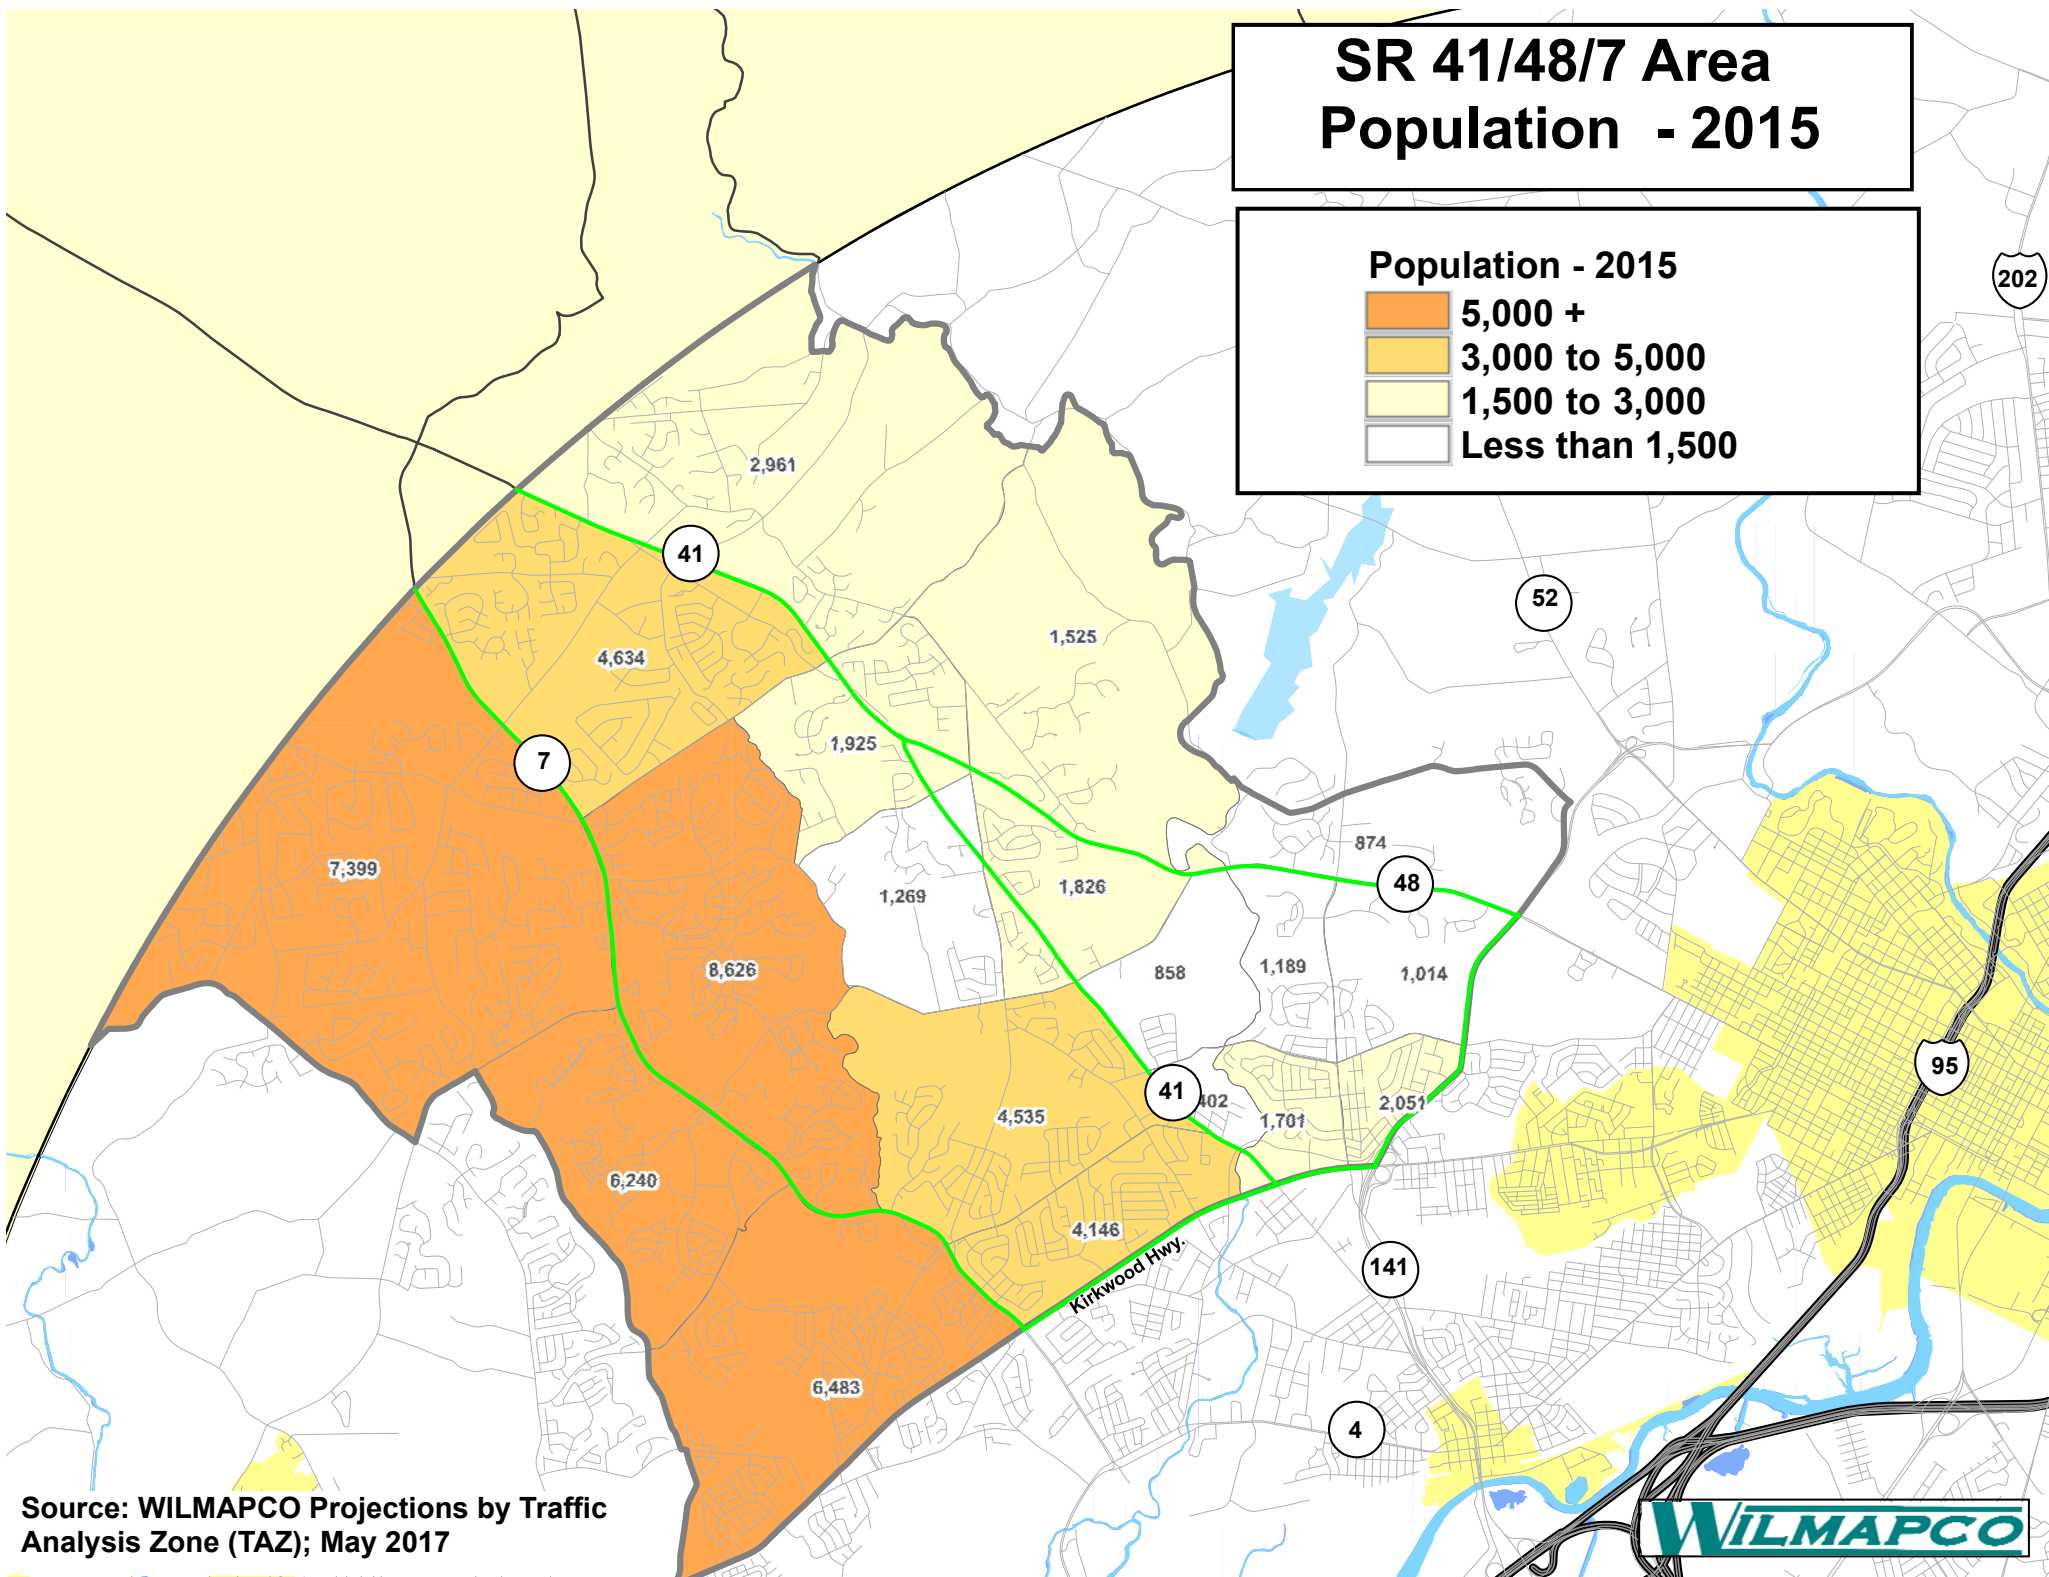 SR 41/48/7 Area
Population - 2015
Population - 2015
5,000 +
3,000 to 5,000
1,500 to 3,000
Less than 1,500
202
2,961
41
52
1,525
4,634
1,925
7
874
7,399
48
1,826
1,269
8,626
858
1,189
1,014
95
41
402
2,051
4,535
1,701
6,240
4,146
Kirkwood Hwy.
141
6,483
4
Source: WILMAPCO Projections by Traffic
Analysis Zone (TAZ); May 2017
WILMAPCO